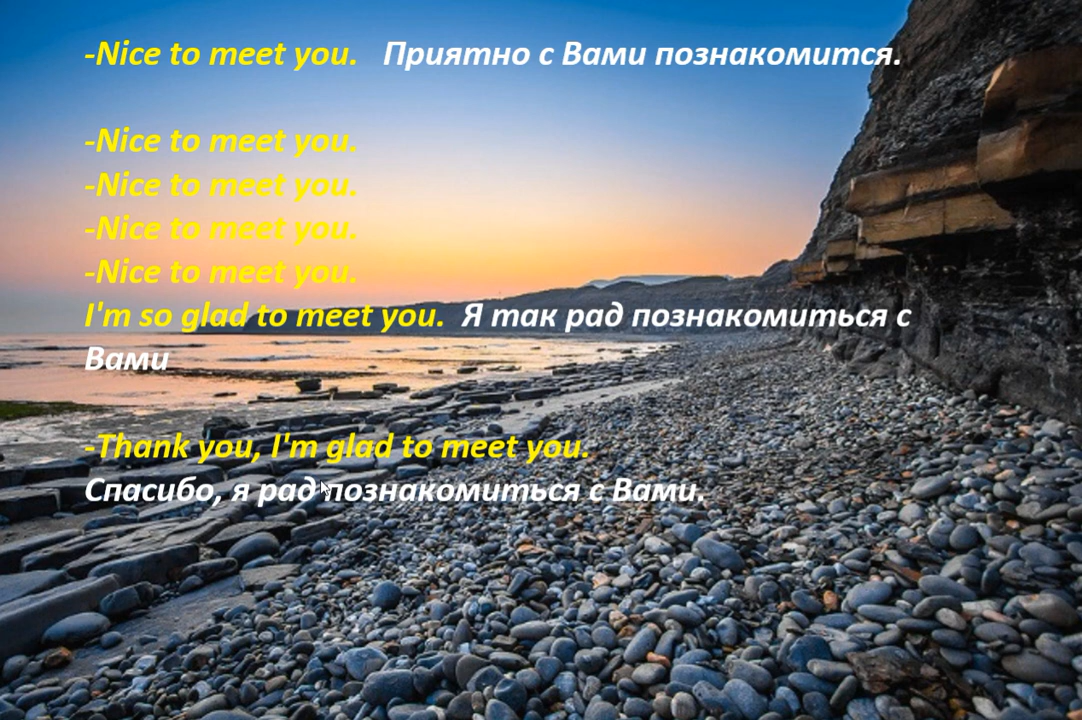 -Nice to meet you. Приятно с Вами познакомится.
-Nice to meet you.
-Nice to meet you.
-Nice to meet you.
-Nice to meet you.
I'm so glad to meet you. Я так рад познакомиться с
Вами
-Thank you, I'm glad to meet you.
Спасибо, я рад познакомиться с Вами.